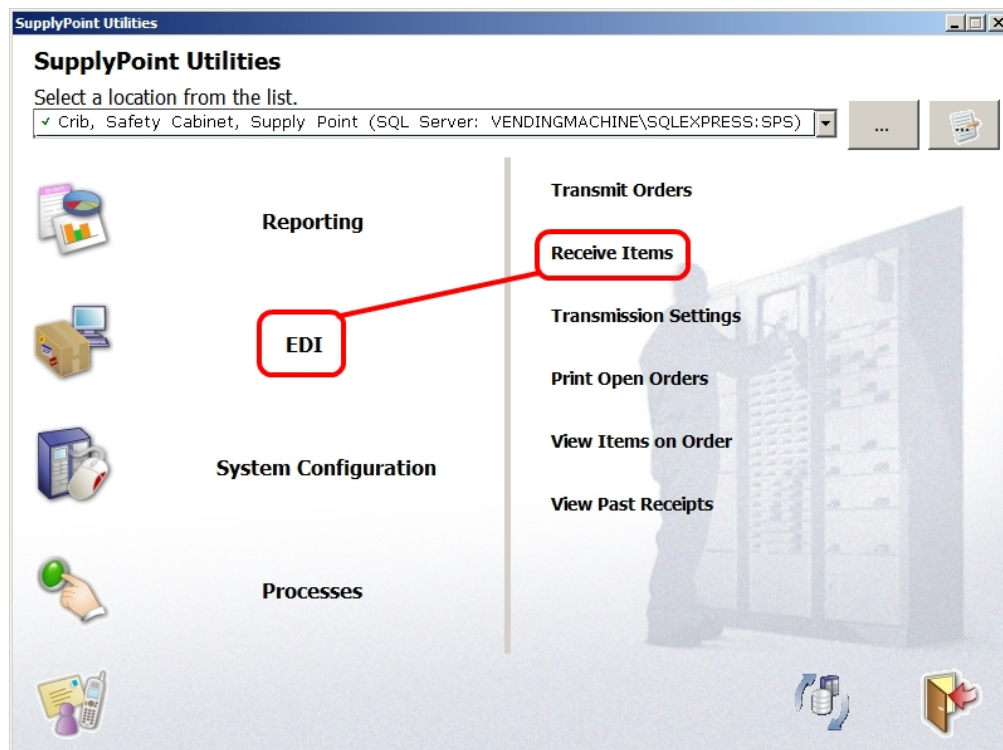 SupplyPoint Utilities
SupplyPoint Utilities
Select a location from the list.
Crib, Safety Cabinet, Supply Point (SQL Server: VENDINGMACHINE\SQLEXPRESS:SPS)
...
...
Reporting
EDI
System Configuration
Processes
Transmit Orders
Receive Items
Transmission Settings
Print Open Orders
View Items on Order
View Past Receipts